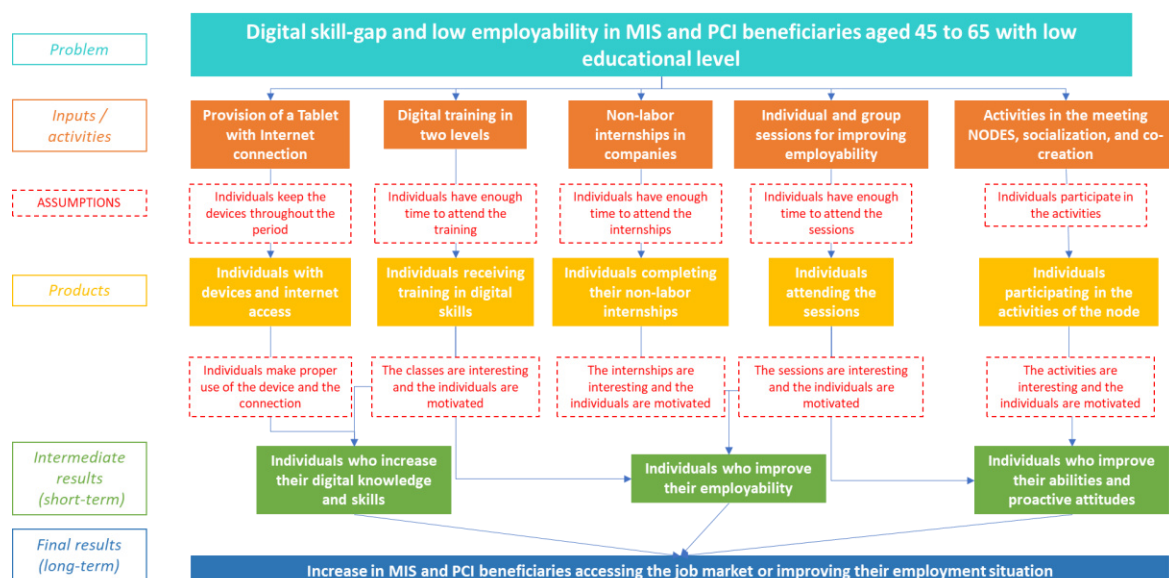 Problem
Digital skill-gap and low employability in MIS and PCI beneficiaries aged 45 to 65 with low
educational level
Inputs /
activities
Provision of a Tablet
with Internet
connection
Digital training in
two levels
Non-labor
internships in
companies
Individual and group
sessions for improving
employability
Activities in the meeting
NODES, socialization, and co-
creation
ASSUMPTIONS
Individuals keep the
devices throughout the
period
Individuals have enough
time to attend the
training
Individuals have enough
time to attend the
internships
Individuals have enough
time to attend the
sessions
Individuals participate in
the activities
Products
Individuals with
devices and internet
access
Individuals receiving
training in digital
skills
Individuals completing
their non-labor
internships
Individuals
attending the
sessions
Individuals
participating in the
activities of the node
Individuals make proper
use of the device and the
connection
The classes are interesting
and the individuals are
motivated
The internships are
interesting and the
individuals are motivated
The sessions are interesting
and the individuals are
motivated
The activities are
interesting and the
individuals are motivated
Intermediate
results
(short-term)
Individuals who increase
their digital knowledge
and skills
Individuals who improve
their employability
Individuals who improve
their abilities and
proactive attitudes
Final results
(long-term)
Increase in MIS and PCI beneficiaries accessing the job market or improving their employment situation